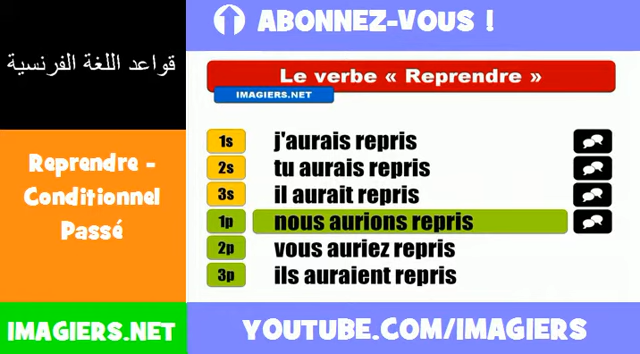 ABONNEZ-VOUS !
قواعد اللغة الفرنسية
Le verbe « Reprendre »
IMAGIERS.NET
1s j'aurais repris
2s tu aurais repris
3s il aurait repris
1p nous aurions repris
2p vous auriez repris
3p ils auraient repris
Reprendre -
Conditionnel
Passé
IMAGIERS.NET
YOUTUBE.COM/IMAGIERS